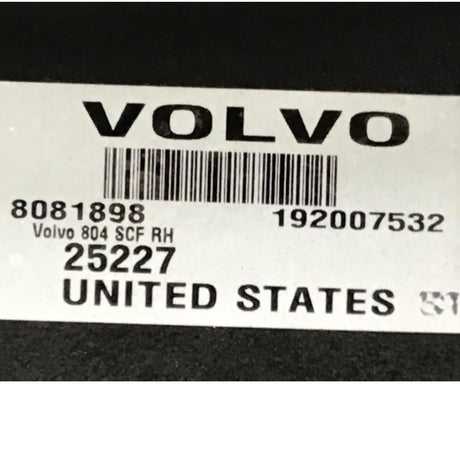 VOLVO
8081898 192007532
Volvo 804 SCF RH
25227
UNITED STATES